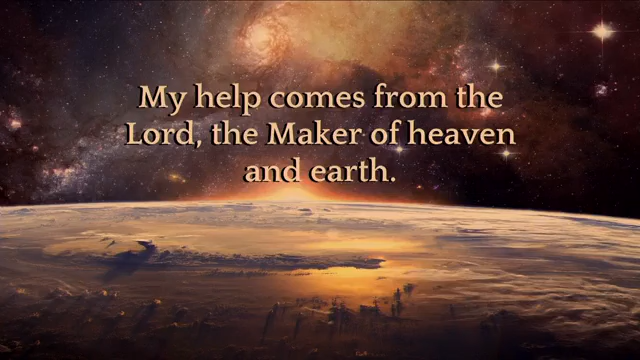 My help comes from the
Lord, the Maker of heaven
and earth.